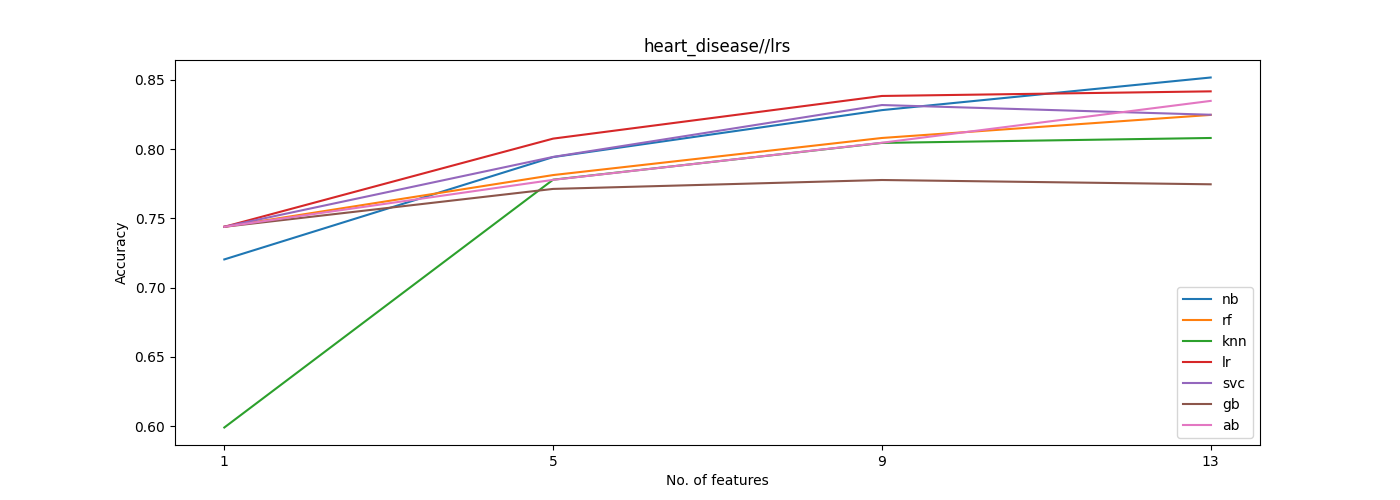 heart_disease//lrs
Accuracy
0.85
0.80
0.75
0.70
0.65
0.60
1 5 9 13
No. of features
nb
rf
knn
lr
svc
gb
ab